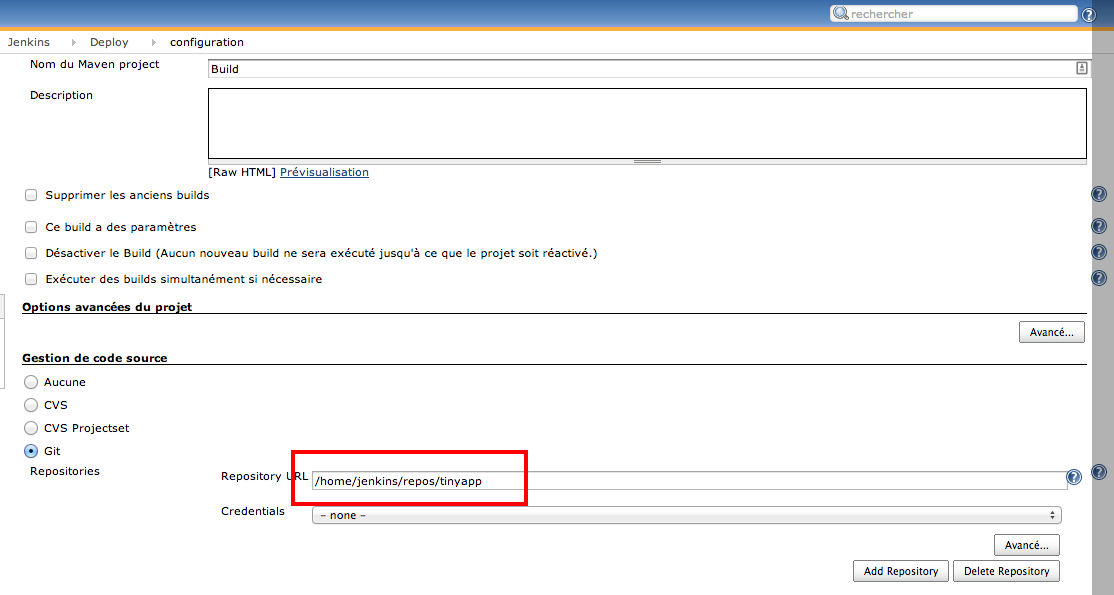 rechercher
Jenkins Deploy configuration
Nom du Maven project Build
Description
[Raw HTML] Prévisualisation
Supprimer les anciens builds
Ce build a des paramètres
Désactiver le Build (Aucun nouveau build ne sera exécuté jusqu'à ce que le projet soit réactivé.)
Exécuter des builds simultanément si nécessaire
Options avancées du projet
Avancé...
Gestion de code source
Aucune
CVS
CVS Projectset
Git
Repositories
Repository URL /home/jenkins/repos/tinyapp
Credentials – none –
Avancé...
Add Repository Delete Repository